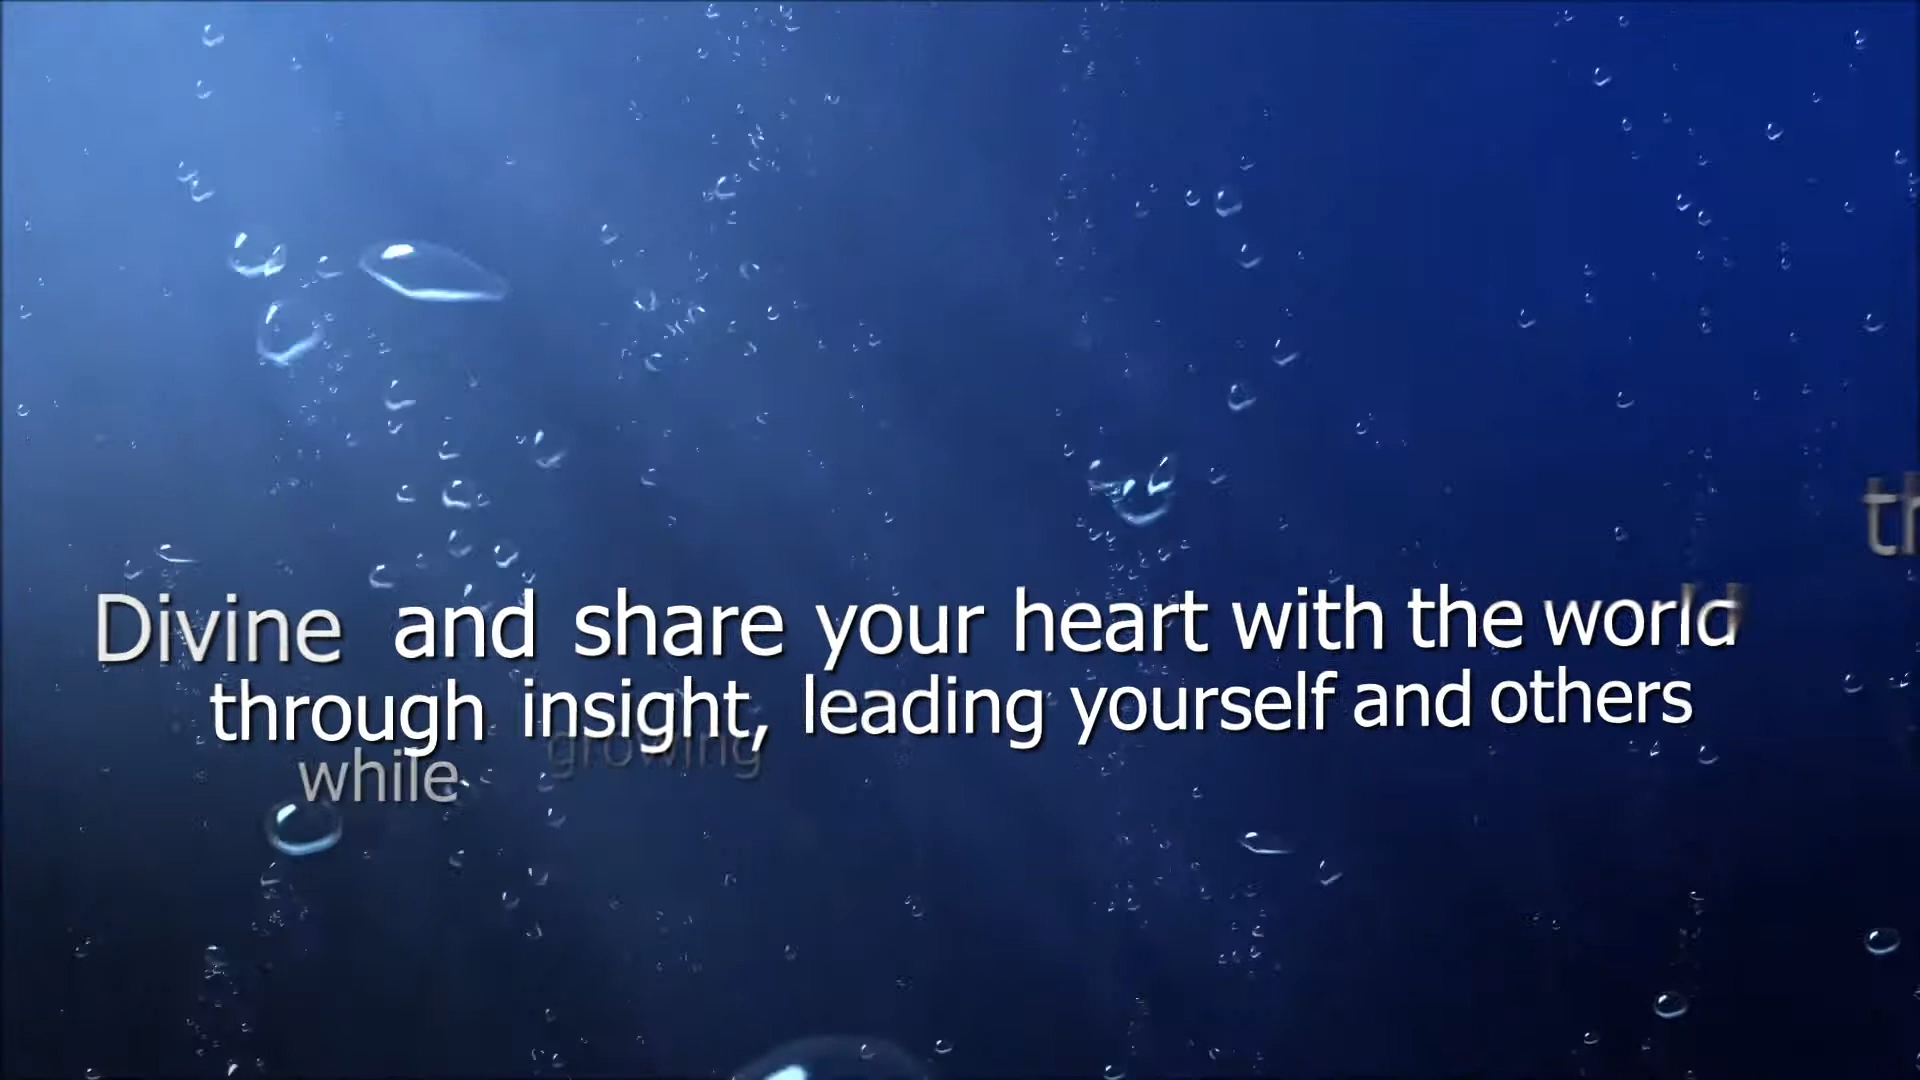 Divine and share your heart with the world
through insight, leading yourself and others
while growing